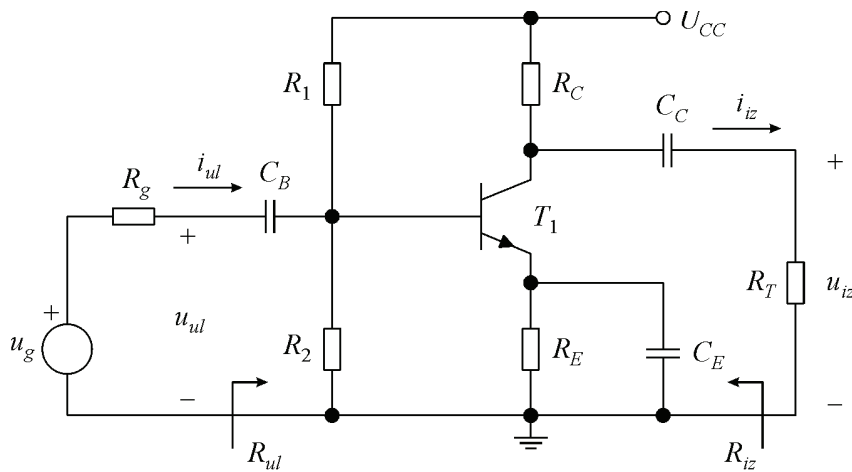 U_CC
R_1
R_C
C_C
i_iz
+
R_g
i_ul
C_B
+
T_1
+
u_g
u_ul
R_2
R_E
C_E
R_T
u_iz
−
−
R_ul
R_iz